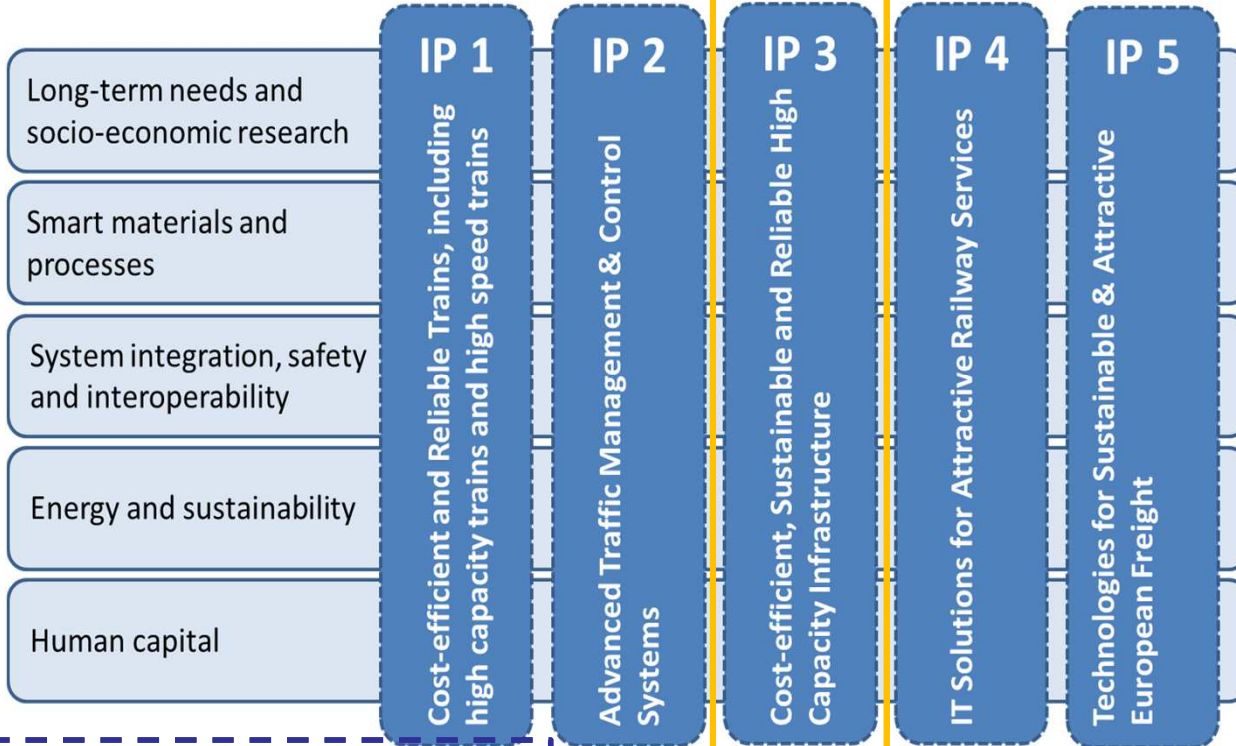 Long-term needs and
socio-economic research
Smart materials and
processes
System integration, safety
and interoperability
Energy and sustainability
Human capital
IP 1
Cost-efficient and Reliable Trains, including
high capacity trains and high speed trains
IP 2
Advanced Traffic Management & Control
Systems
IP 3
Cost-efficient, Sustainable and Reliable High
Capacity Infrastructure
IP 4
IT Solutions for Attractive Railway Services
IP 5
Technologies for Sustainable & Attractive
European Freight